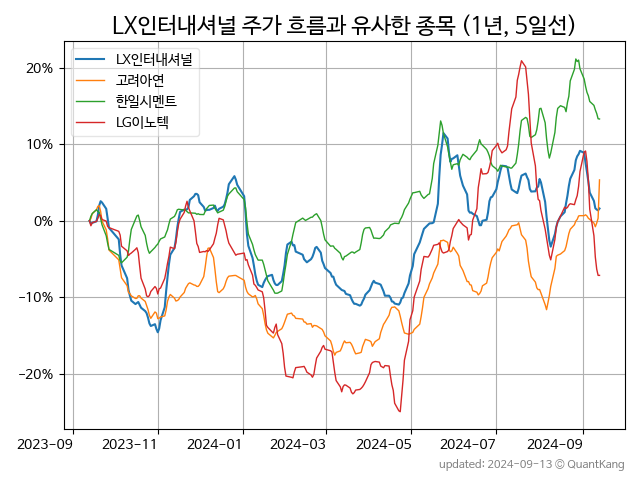 LX인터내셔널 주가 흐름과 유사한 종목 (1년, 5일선)
LX인터내셔널
고려아연
한일시멘트
LG이노텍
20%
10%
0%
−10%
−20%
2023-09 2023-11 2024-01 2024-03 2024-05 2024-07 2024-09
updated: 2024-09-13 ⓒ QuantKang